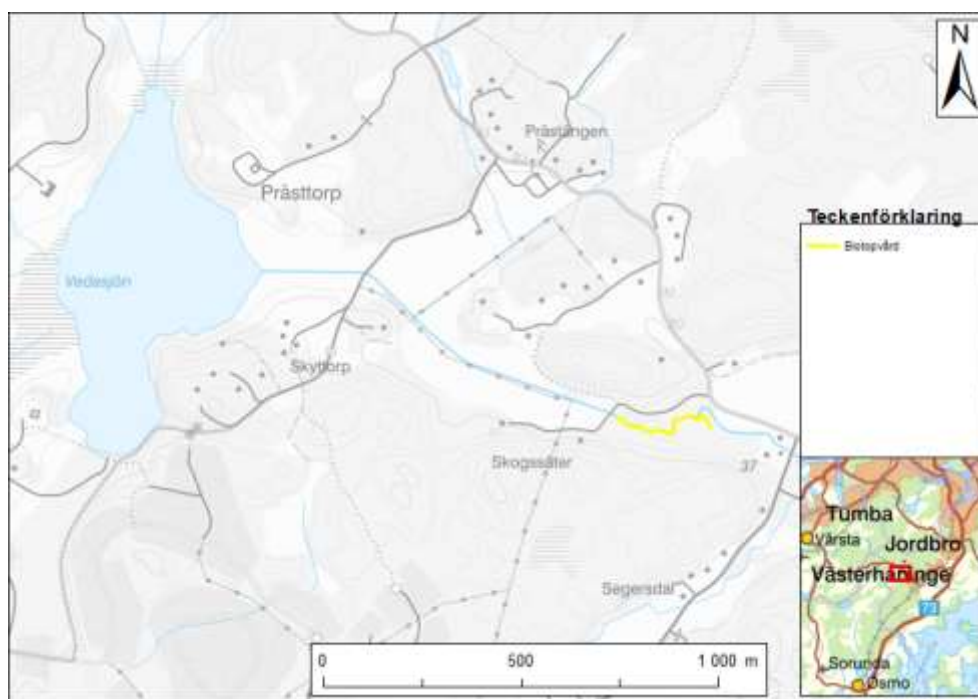 N
Prästängen
Prästtorp
Teckenförklaring
Biotopvård
Vedasjön
Skyttorp
Skogssäter
37
Segersdal
Tumba
Vårsta
Jordbro
Västerhaninge
73
Sorunda
Ösmo
0 500 1 000 m